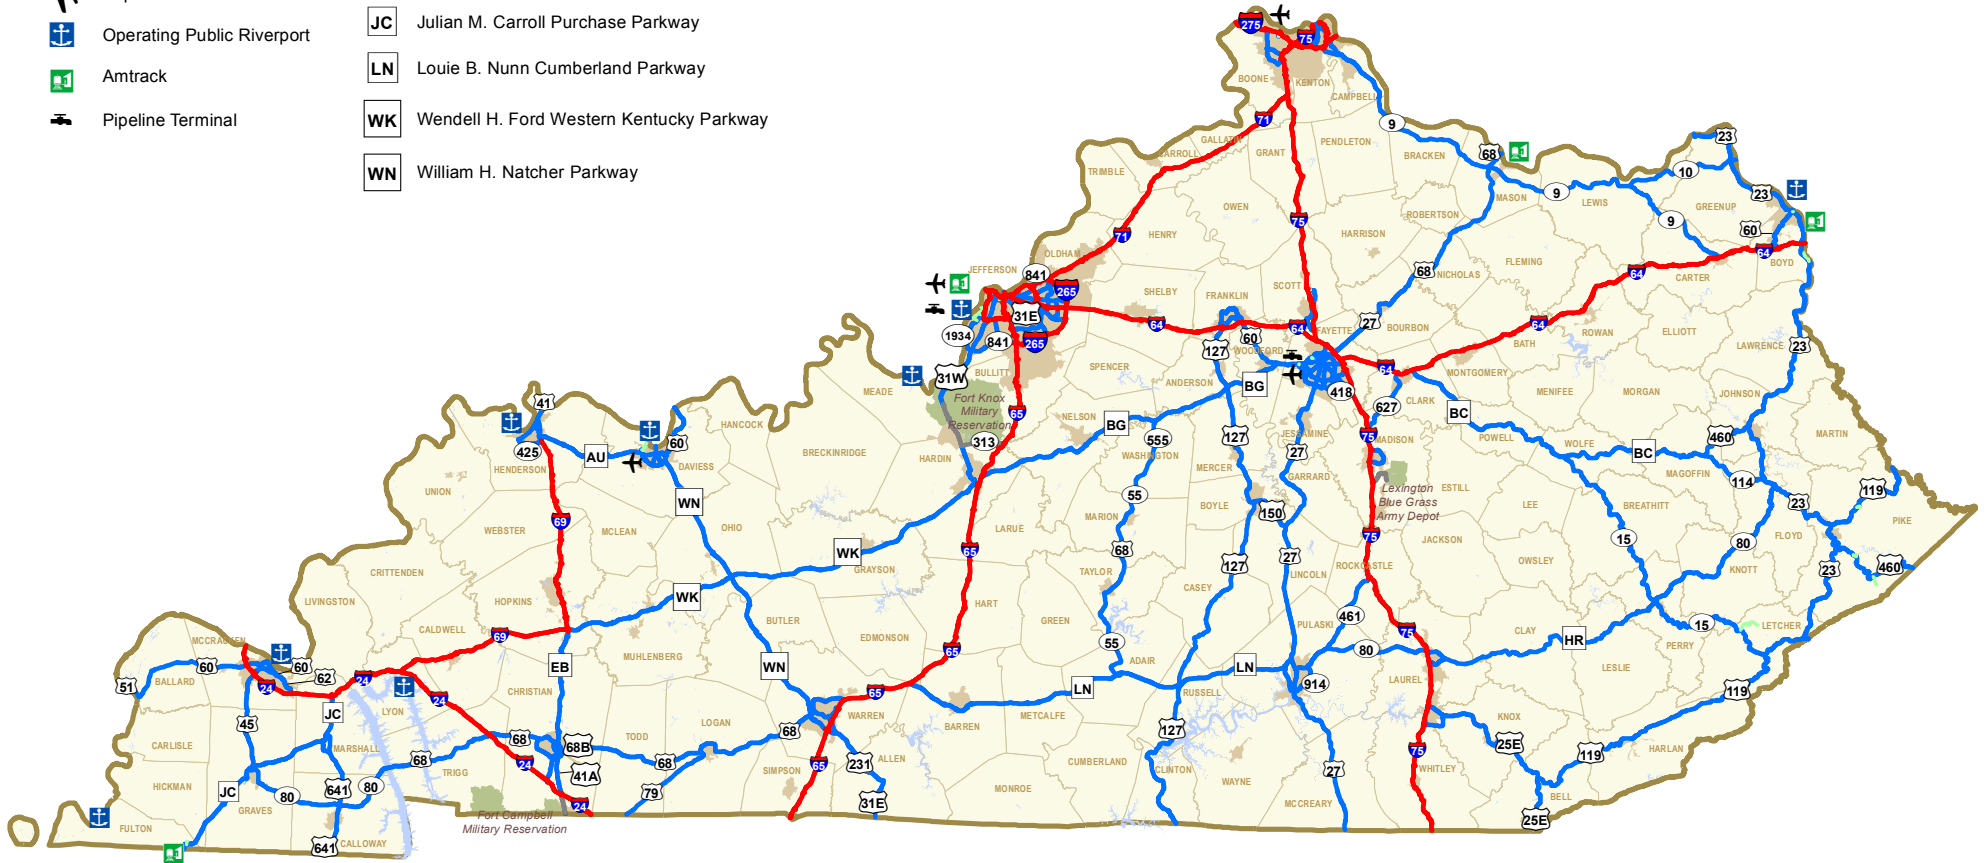 Operating Public Riverport
Amtrack
Pipeline Terminal
JC Julian M. Carroll Purchase Parkway
LN Louie B. Nunn Cumberland Parkway
WK Wendell H. Ford Western Kentucky Parkway
WN William H. Natcher Parkway
275
75
BOONE
KENTON
CAMPBELL
71
9
GALLATIN
CARROLL
GRANT
PENDLETON
BRACKEN
68
23
TRIMBLE
10
MASON
9
LEWIS
23
OWEN
ROBERTSON
GREENUP
75
9
60
71
HENRY
HARRISON
OLDHAM
64
BOYD
JEFFERSON
841
68
NICHOLAS
FLEMING
64
CARTER
265
SHELBY
FRANKLIN
SCOTT
31E
64
64
27
BOURBON
64
ROWAN
ELLIOTT
1934
841
265
60
FAYETTE
BATH
LAWRENCE
23
127
WOODFORD
31W
BULLITT
SPENCER
64
MONTGOMERY
MEADE
ANDERSON
BG
418
MENIFEE
MORGAN
JOHNSON
Fort Knox
Military
Reservation
41
65
NELSON
BG
627
CLARK
BC
HANCOCK
60
313
555
127
JESSAMINE
75
MADISON
POWELL
WOLFE
460
MARTIN
425
AU
DAVIESS
BRECKINRIDGE
HARDIN
WASHINGTON
27
BC
HENDERSON
MERCER
GARRARD
MAGOFFIN
114
UNION
WN
55
Lexington
Blue Grass
Army Depot
ESTILL
119
69
MARION
BOYLE
150
LEE
BREATHITT
23
WEBSTER
MCLEAN
OHIO
LARUE
75
PIKE
WK
65
68
27
JACKSON
15
80
FLOYD
GRAYSON
TAYLOR
127
LINCOLN
ROCKCASTLE
OWSLEY
KNOTT
23
460
CRITTENDEN
LIVINGSTON
HOPKINS
WK
HART
CASEY
461
CALDWELL
69
BUTLER
EDMONSON
GREEN
PULASKI
75
CLAY
HR
15
LETCHER
MCCRACKEN
MUHLENBERG
65
55
ADAIR
80
PERRY
60
60
EB
WN
LN
LESLIE
BALLARD
62
24
LN
914
LAUREL
51
24
24
CHRISTIAN
65
RUSSELL
119
JC
LYON
WARREN
BARREN
METCALFE
KNOX
45
LOGAN
127
25E
CARLISLE
MARSHALL
68
68B
TODD
68
231
ALLEN
75
119
HARLAN
68
TRIGG
24
68
65
CUMBERLAND
CLINTON
WAYNE
27
WHITLEY
HICKMAN
JC
80
641
80
41A
79
SIMPSON
MONROE
MCCREARY
BELL
GRAVES
24
31E
25E
FULTON
Fort Campbell
Military Reservation
641
CALLOWAY